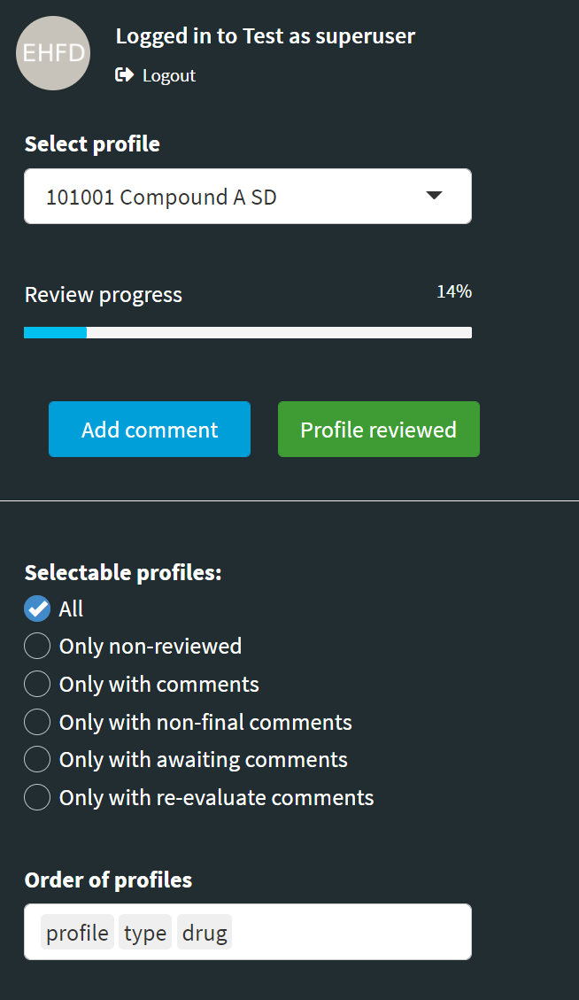 EHFD
Logged in to Test as superuser
Logout
Select profile
101001 Compound A SD
Review progress 14%
Add comment Profile reviewed
Selectable profiles:
All
Only non-reviewed
Only with comments
Only with non-final comments
Only with awaiting comments
Only with re-evaluate comments
Order of profiles
profile type drug